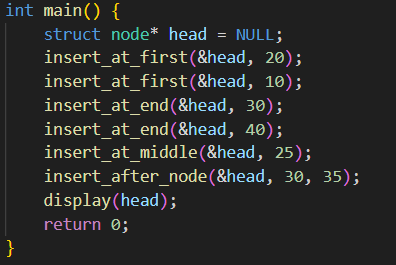 int main() {
    struct node* head = NULL;
    insert_at_first(&head, 20);
    insert_at_first(&head, 10);
    insert_at_end(&head, 30);
    insert_at_end(&head, 40);
    insert_at_middle(&head, 25);
    insert_after_node(&head, 30, 35);
    display(head);
    return 0;
}